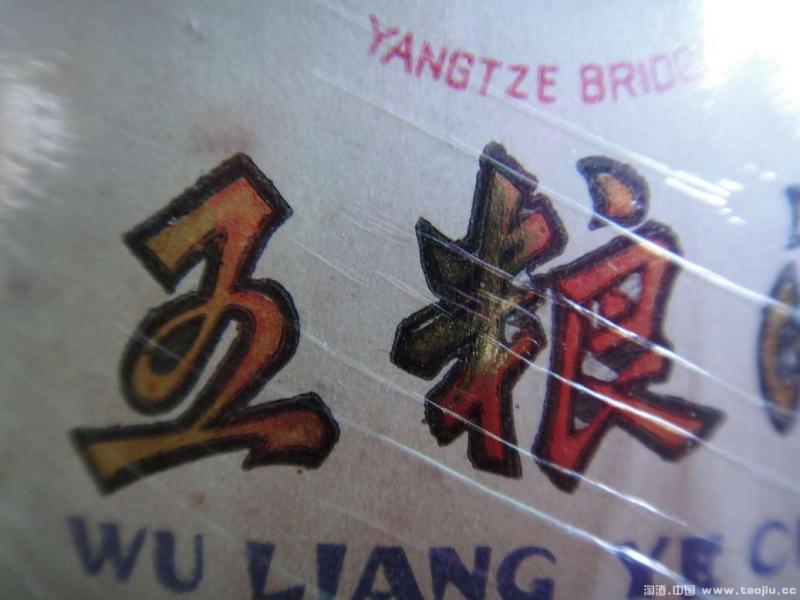 YANGTZE BRIDG
五粮
WU LIANG YE C
淘酒.中国 www.taojiu.cc